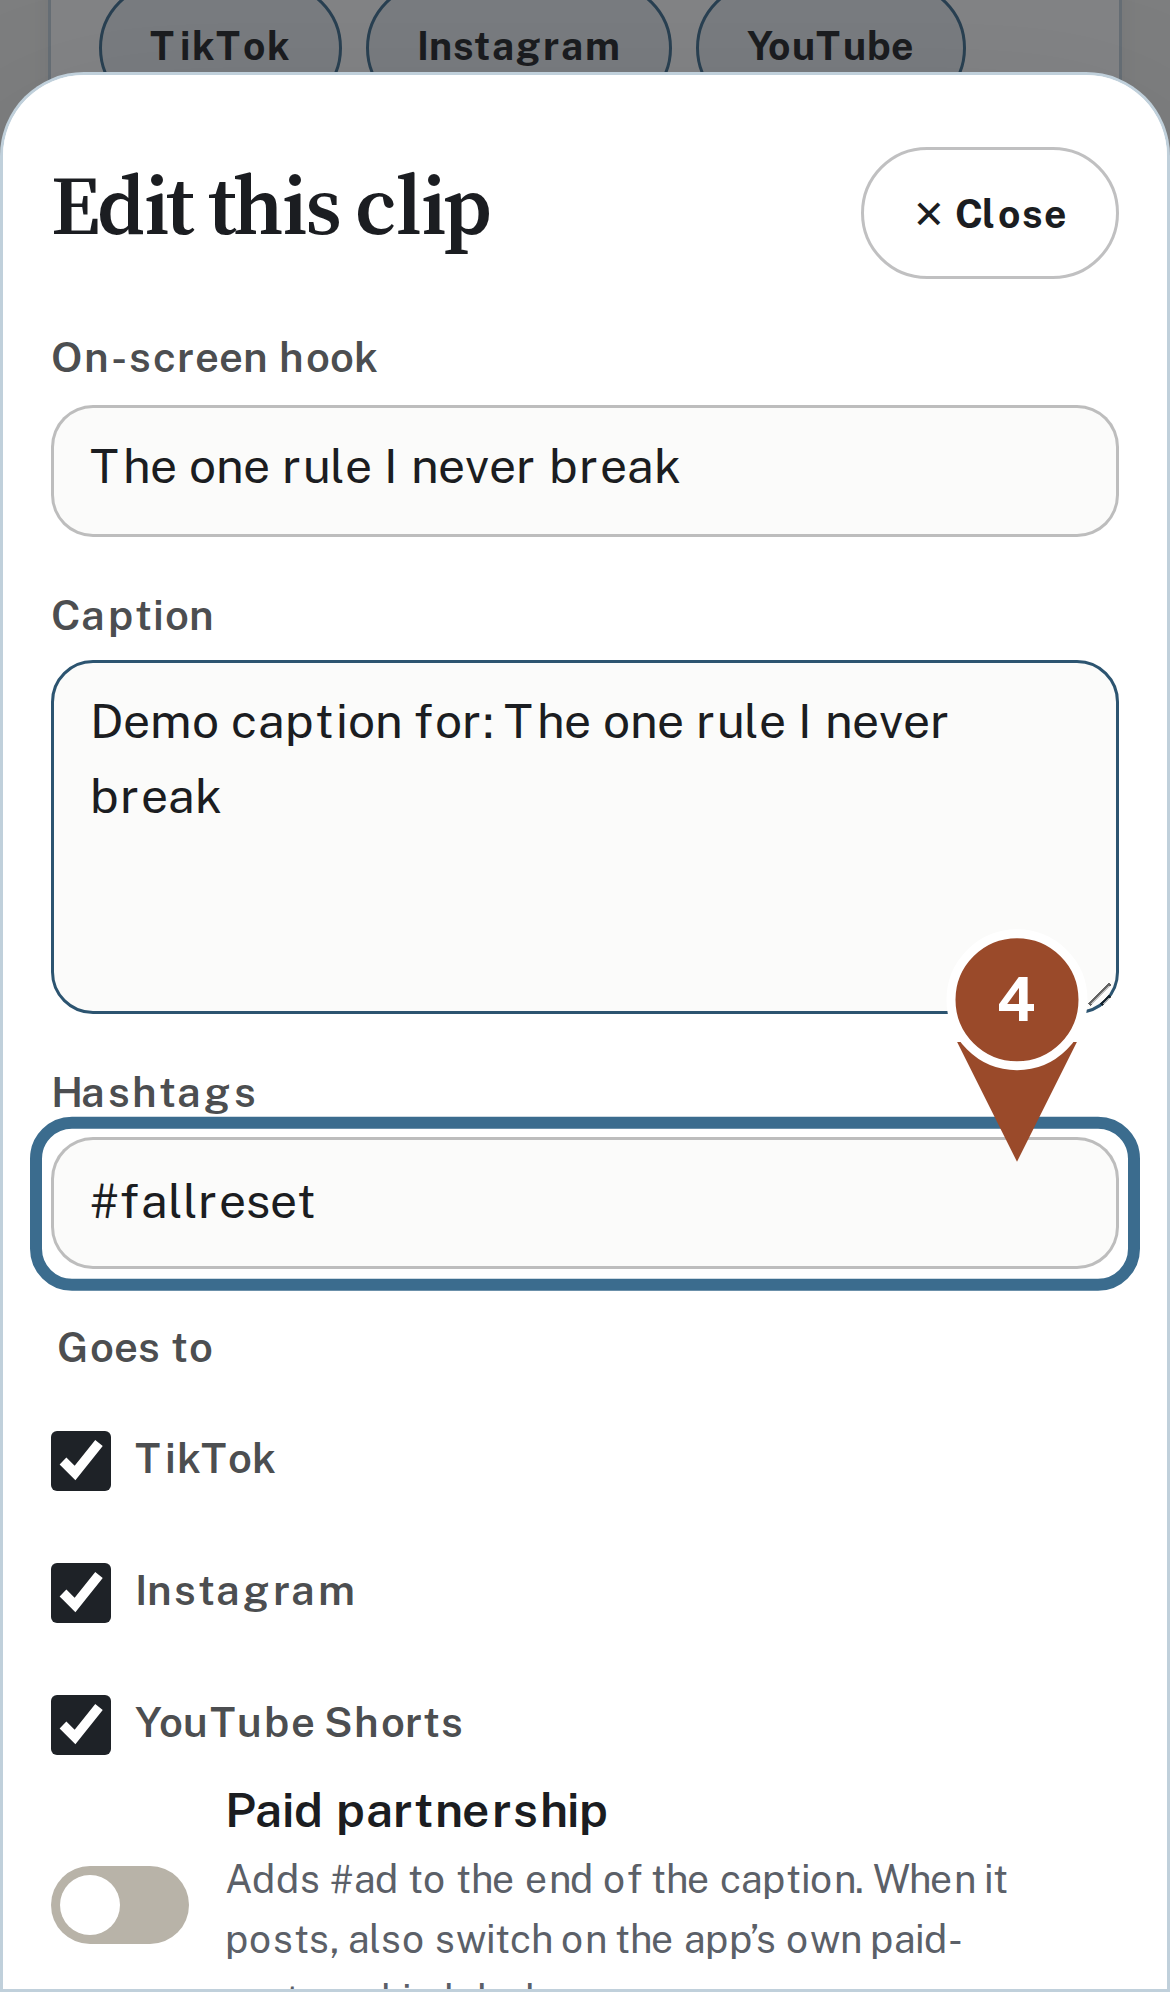 TikTok
Instagram
YouTube
Edit this clip
× Close
On-screen hook
The one rule I never break
Caption
Demo caption for: The one rule I never
break
4
Hashtags
#fallreset
Goes to
TikTok
Instagram
YouTube Shorts
Paid partnership
Adds #ad to the end of the caption. When it
posts, also switch on the app’s own paid-